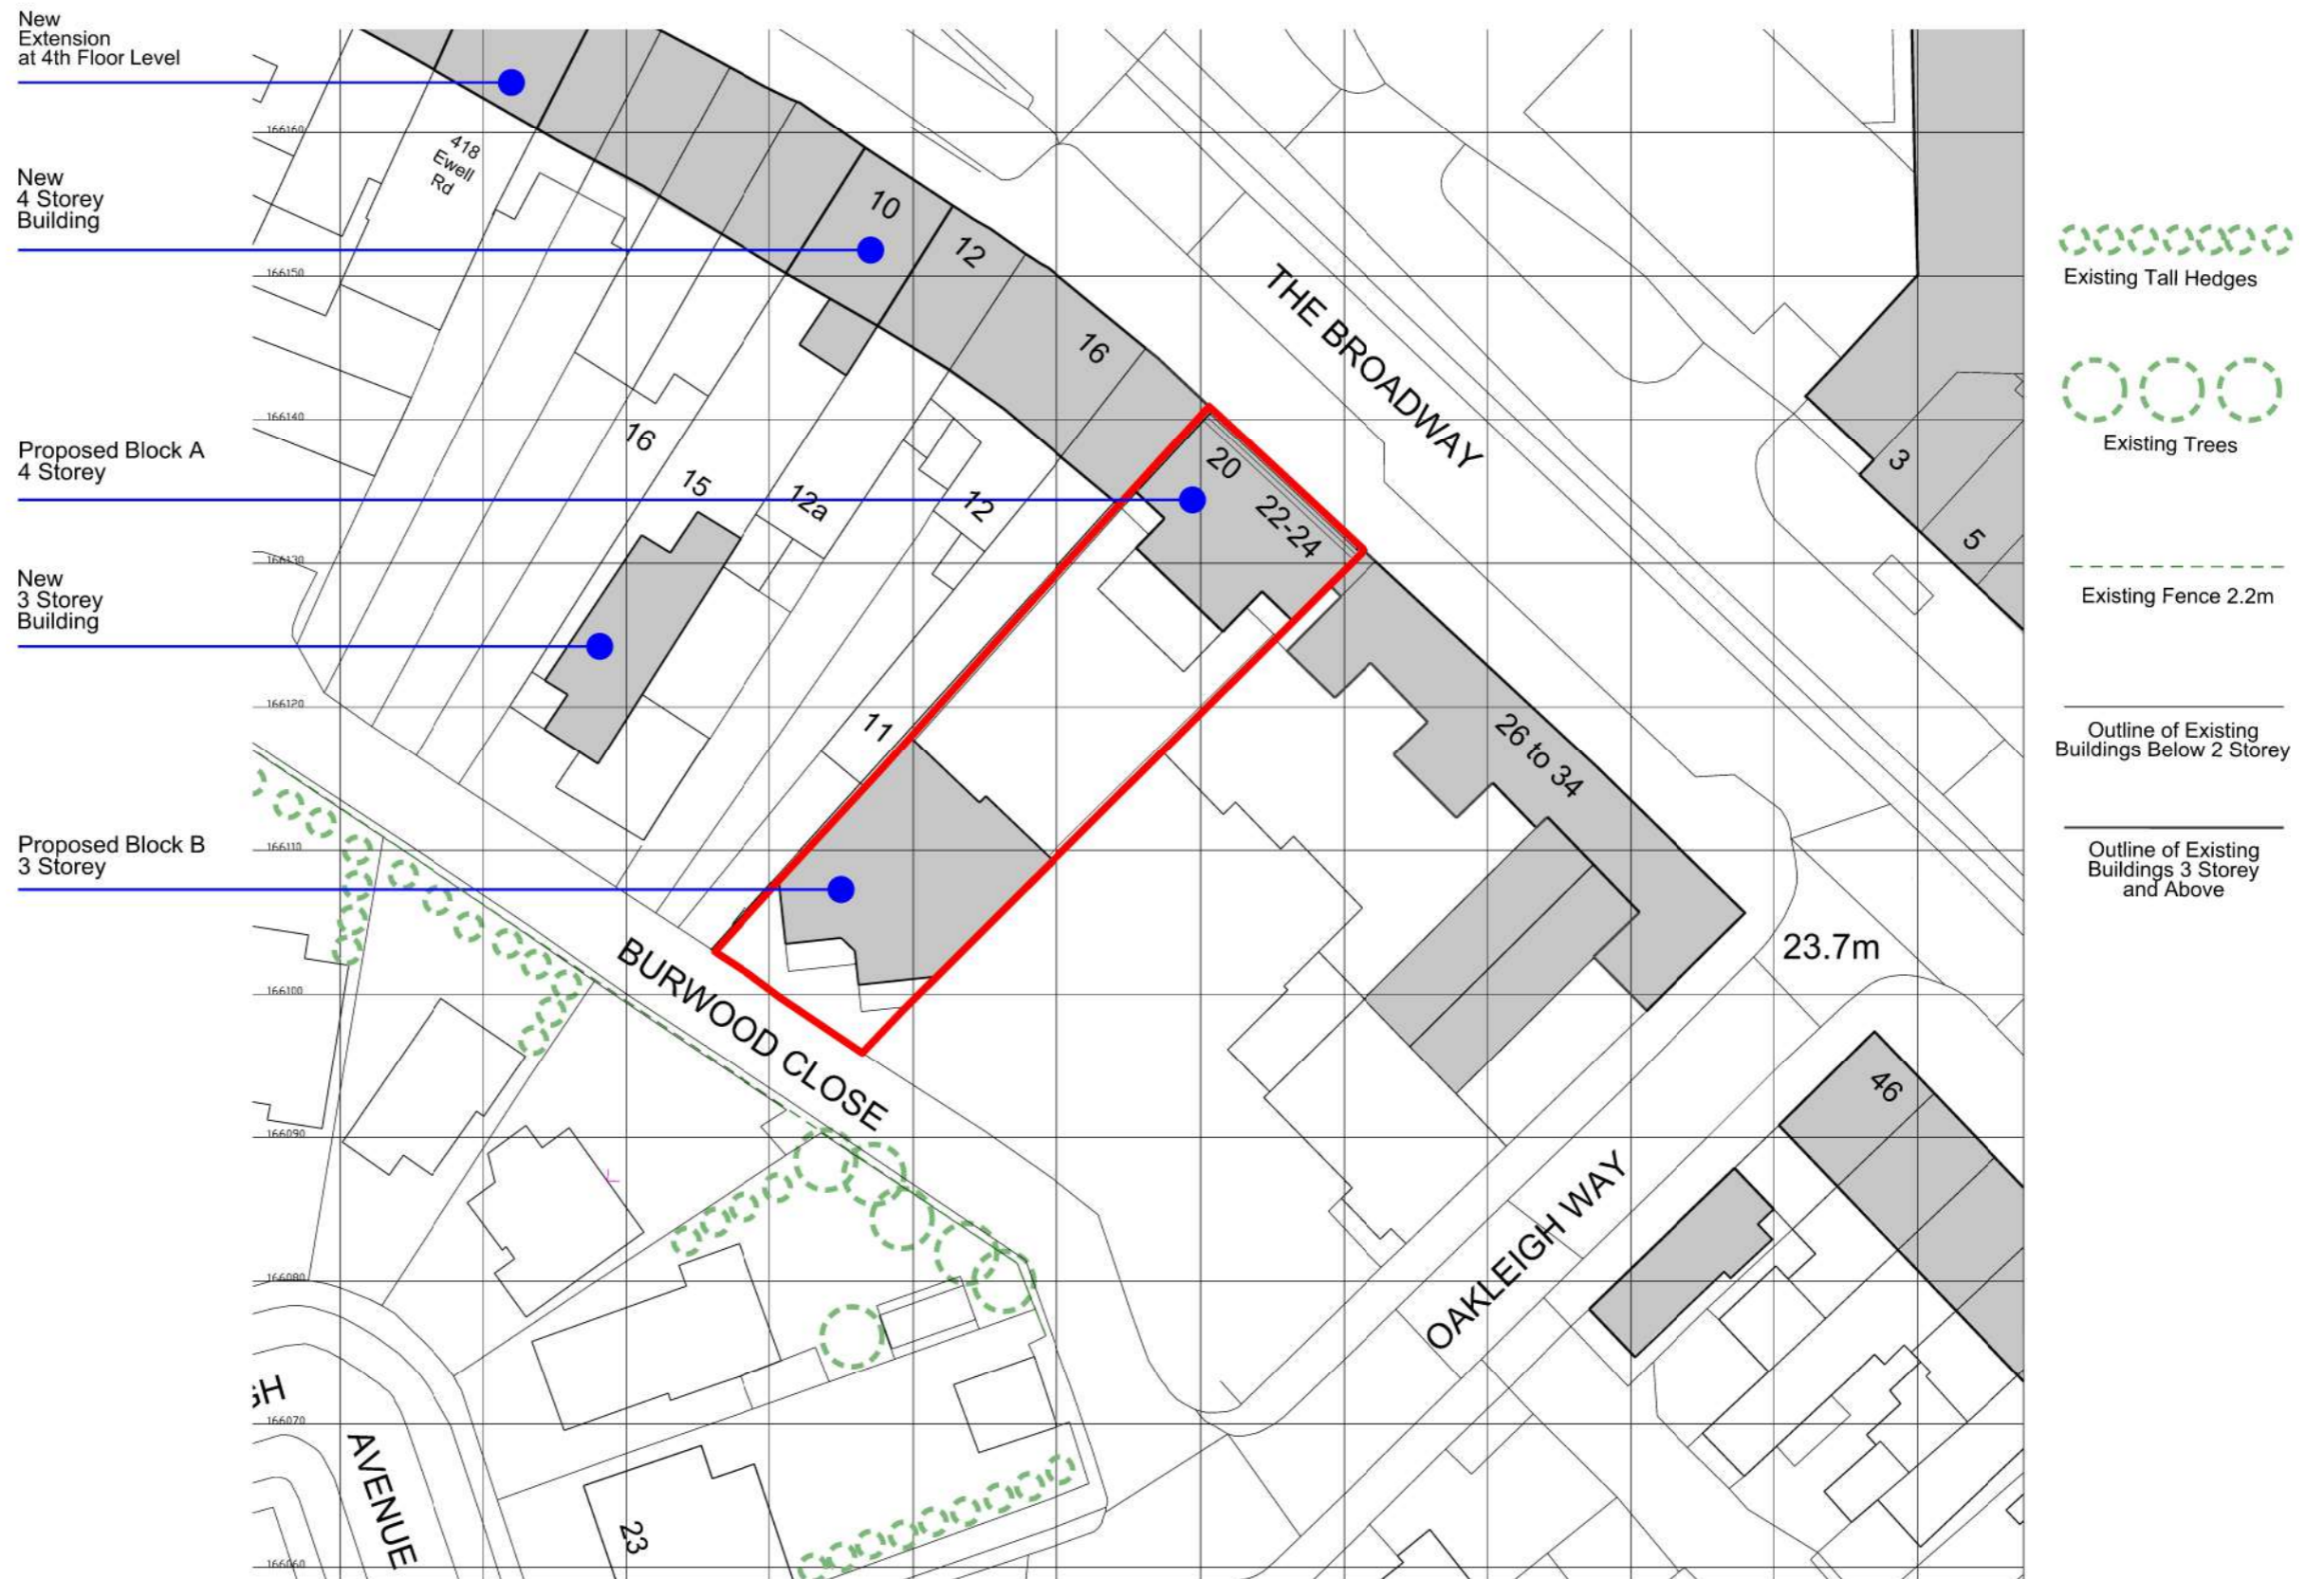 New
Extension
at 4th Floor Level
New
4 Storey
Building
Proposed Block A
4 Storey
New
3 Storey
Building
Proposed Block B
3 Storey
166160
166150
166140
166130
166120
166110
166100
166090
166080
166070
166060
418
Ewell
Rd
10
12
16
THE BROADWAY
20
22-24
16
15
12a
12
11
3
5
26 to 34
23.7m
46
BURWOOD CLOSE
OAKLEIGH WAY
GH
AVENUE
23
Existing Tall Hedges
Existing Trees
Existing Fence 2.2m
Outline of Existing
Buildings Below 2 Storey
Outline of Existing
Buildings 3 Storey
and Above